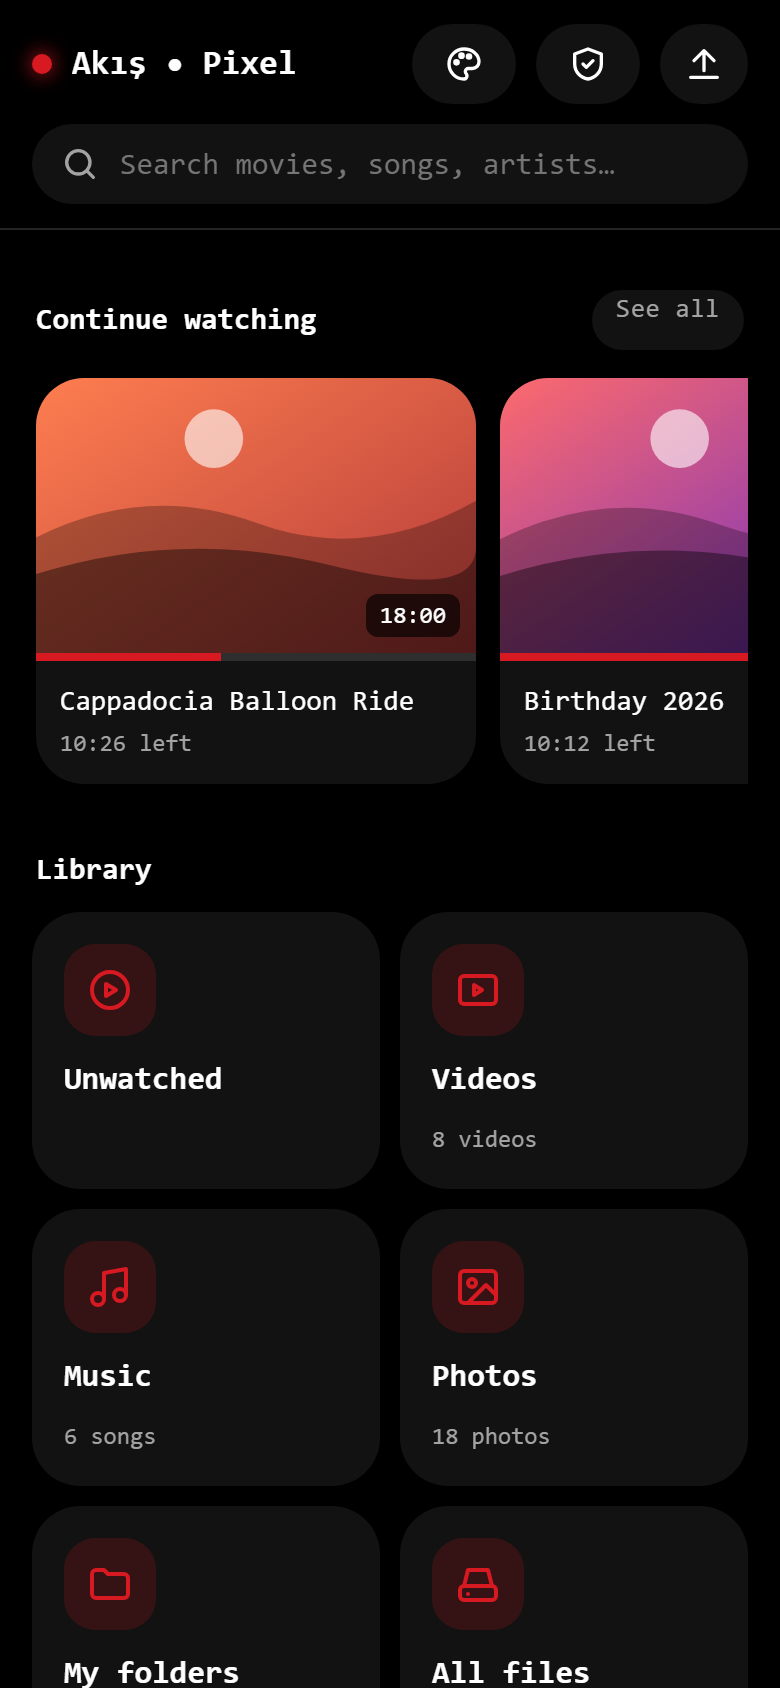 Akış • Pixel
Search movies, songs, artists…
Continue watching
See all
18:00
Cappadocia Balloon Ride
10:26 left
Birthday 2026
10:12 left
Library
Unwatched
Videos
8 videos
Music
6 songs
Photos
18 photos
My folders
All files